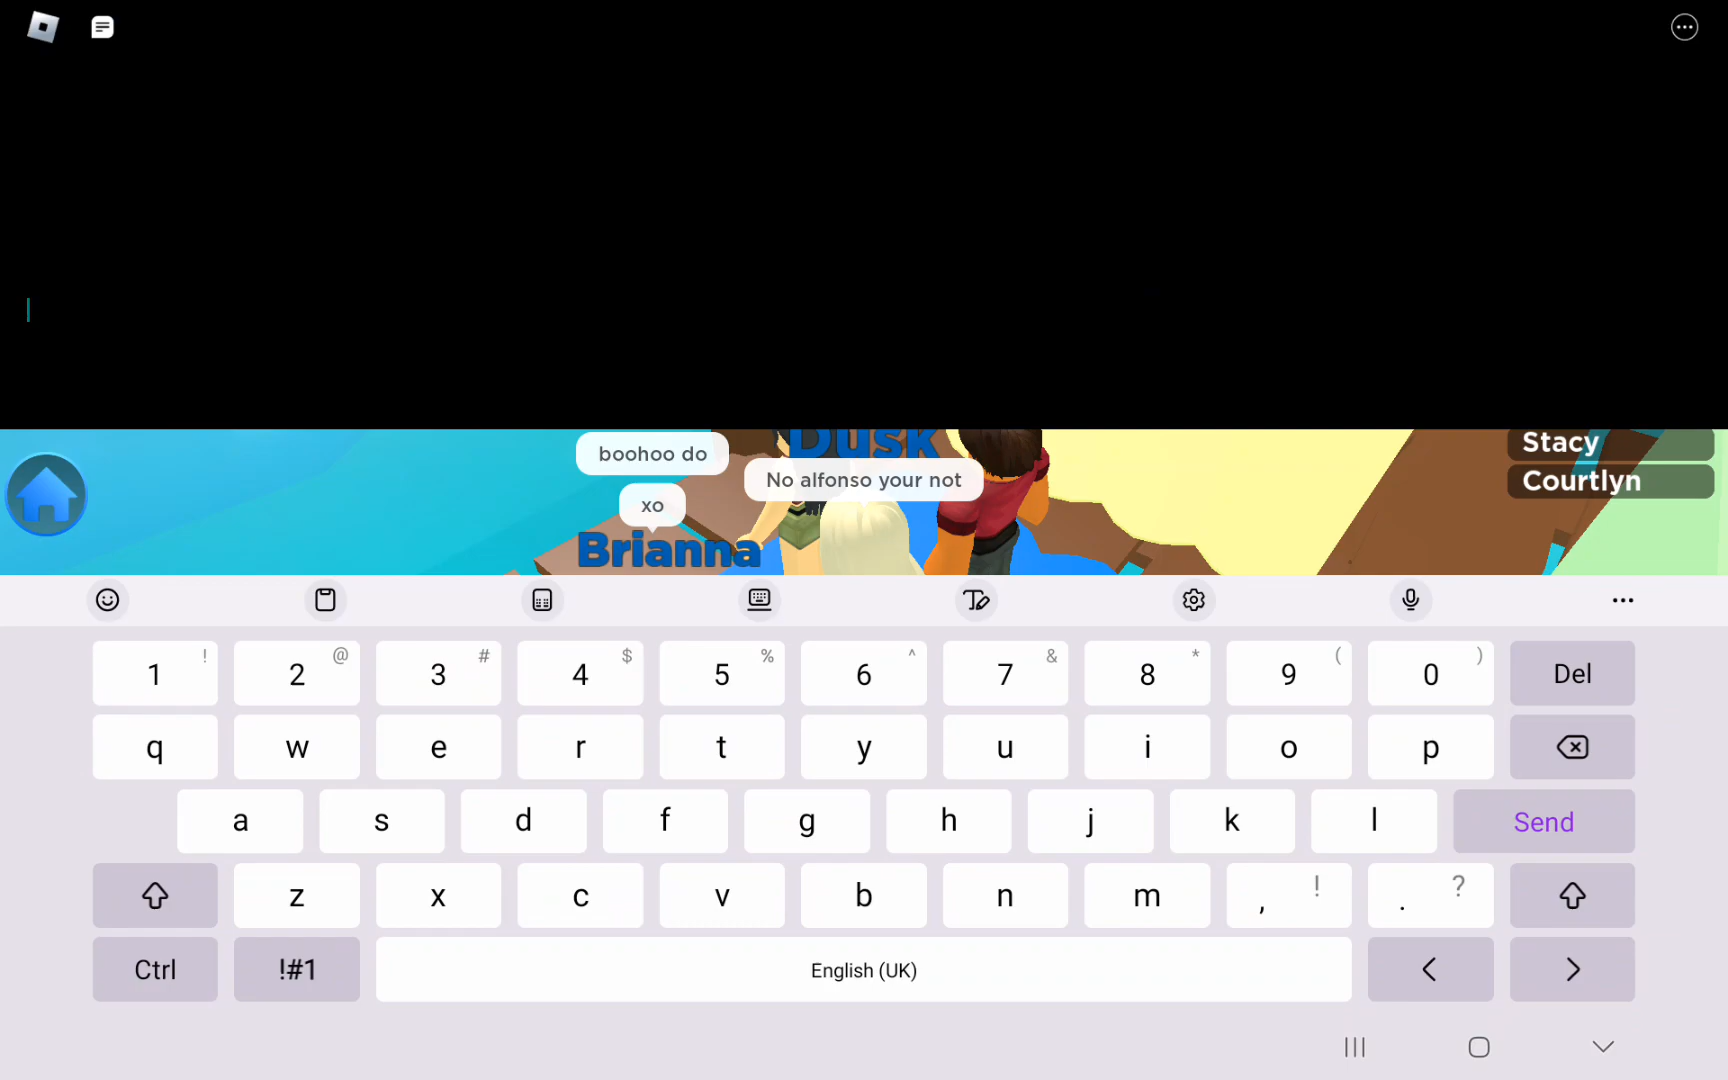 Dusk
boohoo do
No alfonso your not
xo
Brianna
Stacy
Courtlyn
1 ! 2 @ 3 # 4 $ 5 % 6 ^ 7 & 8 * 9 ( 0 ) Del
q w e r t y u i o p
a s d f g h j k l Send
z x c v b n m , ! . ?
Ctrl !#1 English (UK) < >